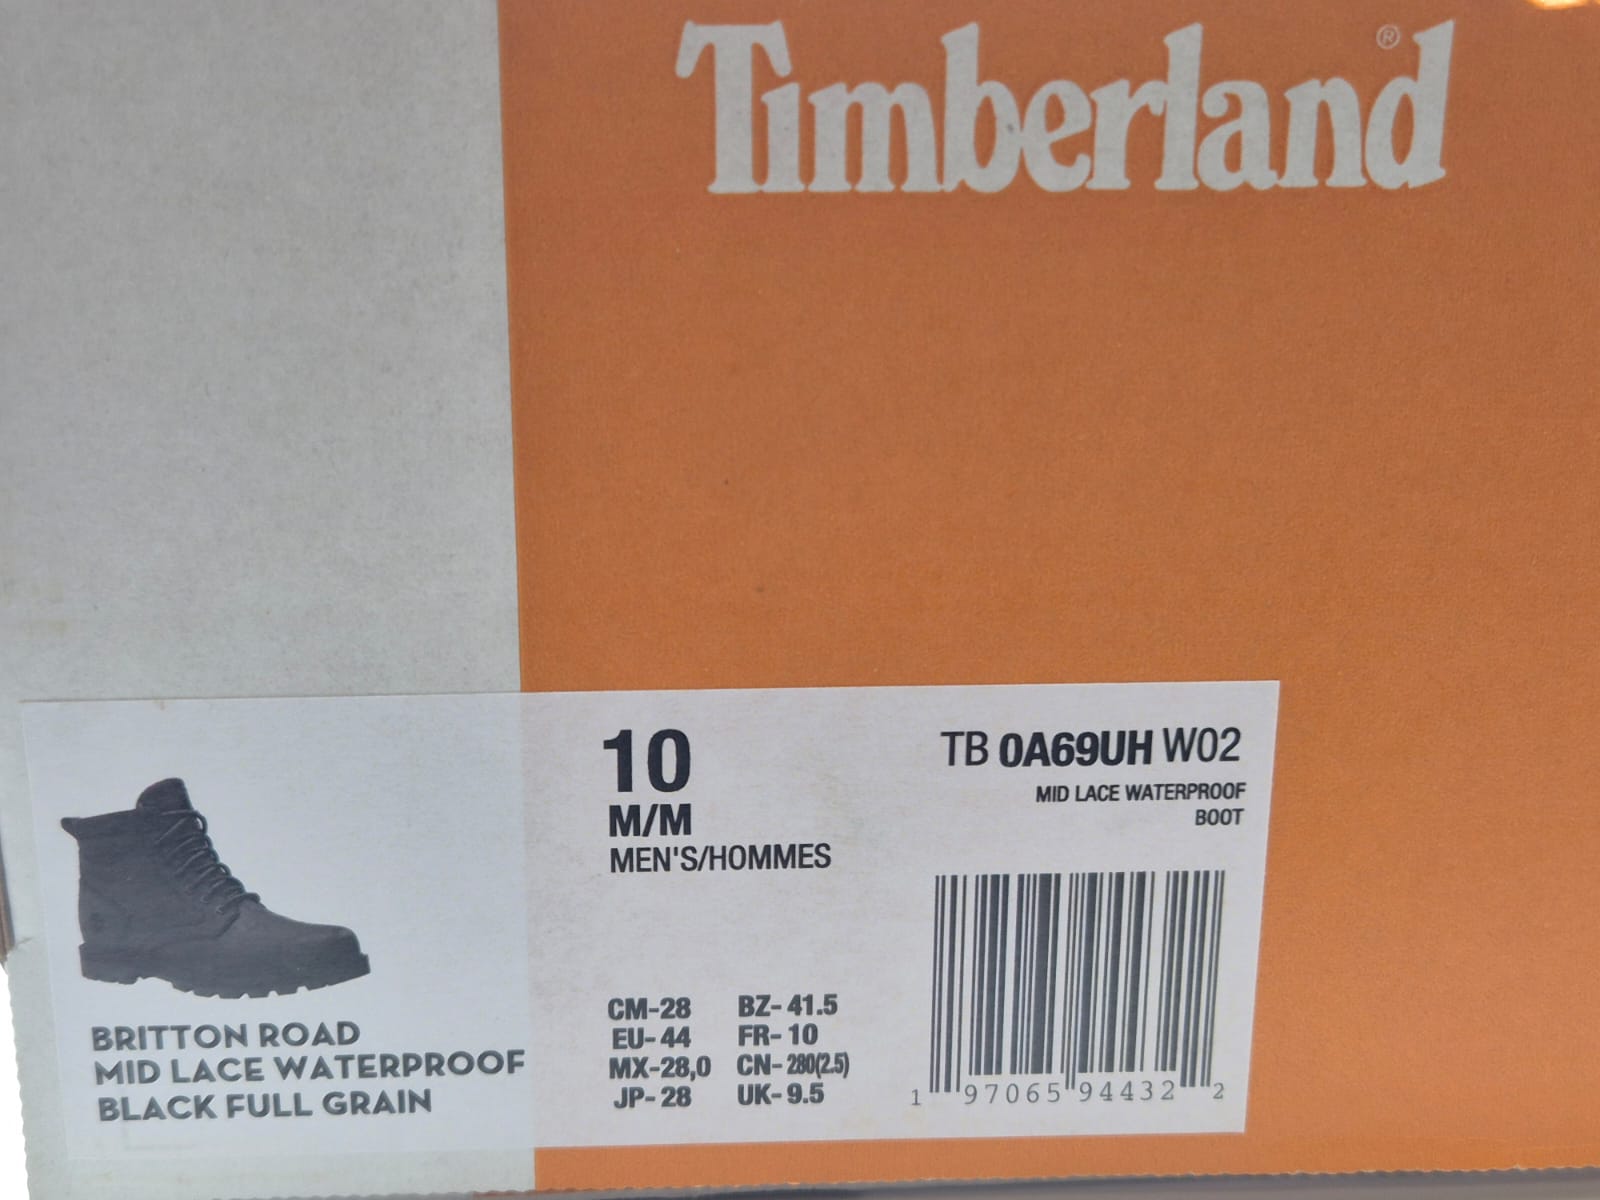 Timberland®
10
M/M
MEN'S/HOMMES
TB 0A69UH W02
MID LACE WATERPROOF
BOOT
BRITTON ROAD
MID LACE WATERPROOF
BLACK FULL GRAIN
CM-28 BZ-41.5
EU-44 FR-10
MX-28,0 CN-280(2.5)
JP-28 UK-9.5
1 97065 94432 2